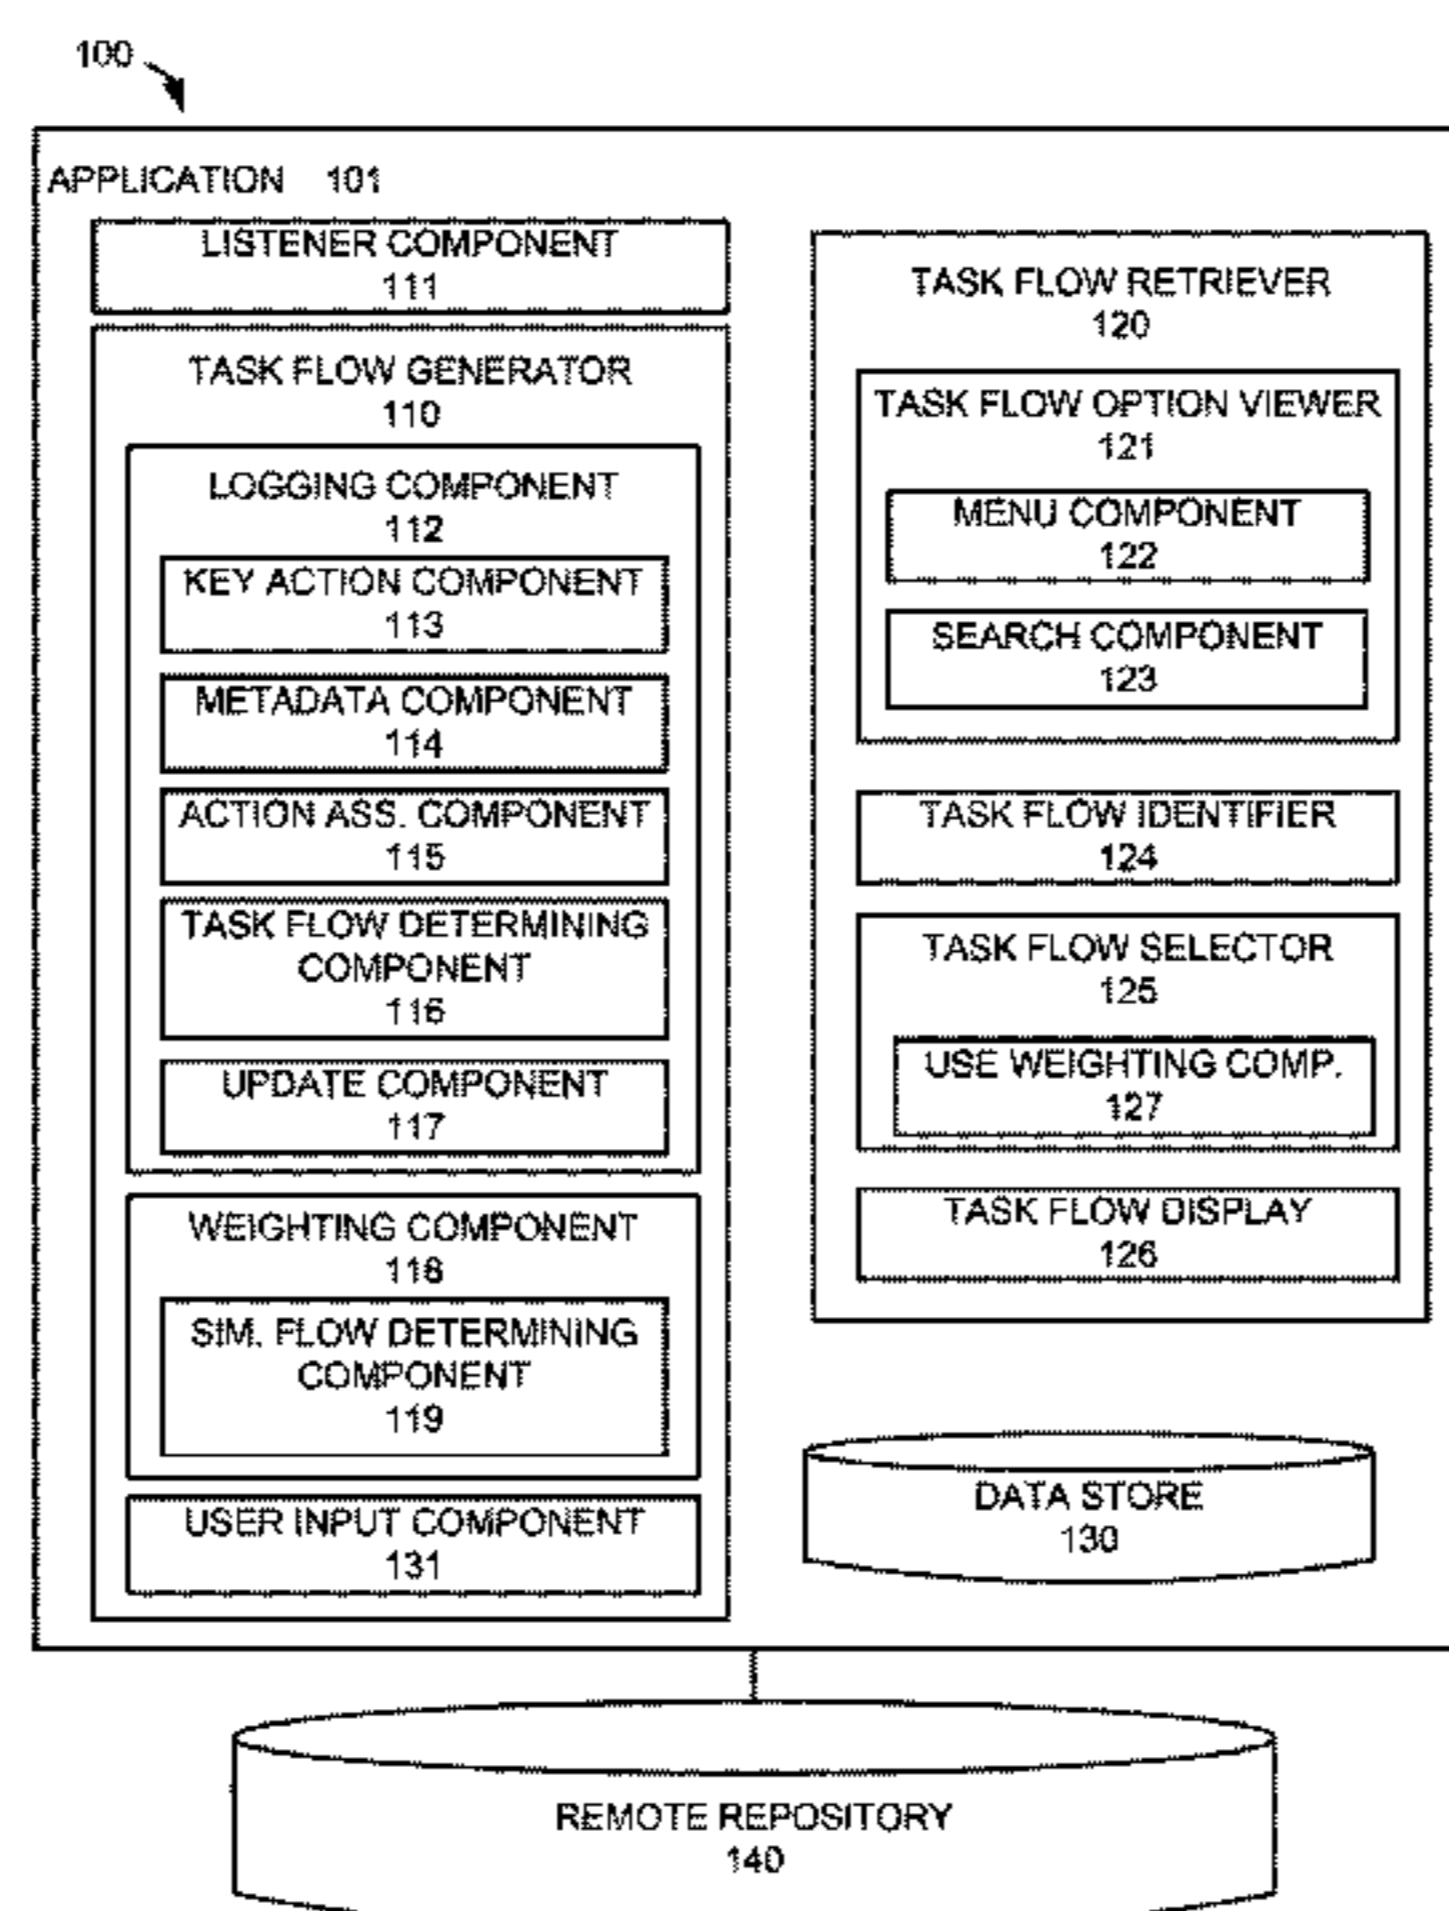 100
APPLICATION 101
LISTENER COMPONENT
111
TASK FLOW GENERATOR
110
LOGGING COMPONENT
112
KEY ACTION COMPONENT
113
METADATA COMPONENT
114
ACTION ASS. COMPONENT
115
TASK FLOW DETERMINING
COMPONENT
116
UPDATE COMPONENT
117
WEIGHTING COMPONENT
118
SIM. FLOW DETERMINING
COMPONENT
119
USER INPUT COMPONENT
131
TASK FLOW RETRIEVER
120
TASK FLOW OPTION VIEWER
121
MENU COMPONENT
122
SEARCH COMPONENT
123
TASK FLOW IDENTIFIER
124
TASK FLOW SELECTOR
125
USE WEIGHTING COMP.
127
TASK FLOW DISPLAY
126
DATA STORE
130
REMOTE REPOSITORY
140